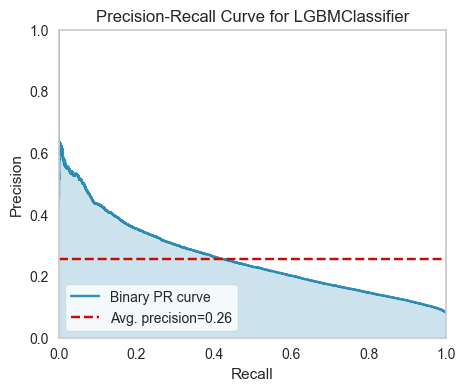 Precision-Recall Curve for LGBMClassifier
1.0
0.8
0.6
0.4
0.2
0.0
Precision
Binary PR curve
Avg. precision=0.26
0.0 0.2 0.4 0.6 0.8 1.0
Recall